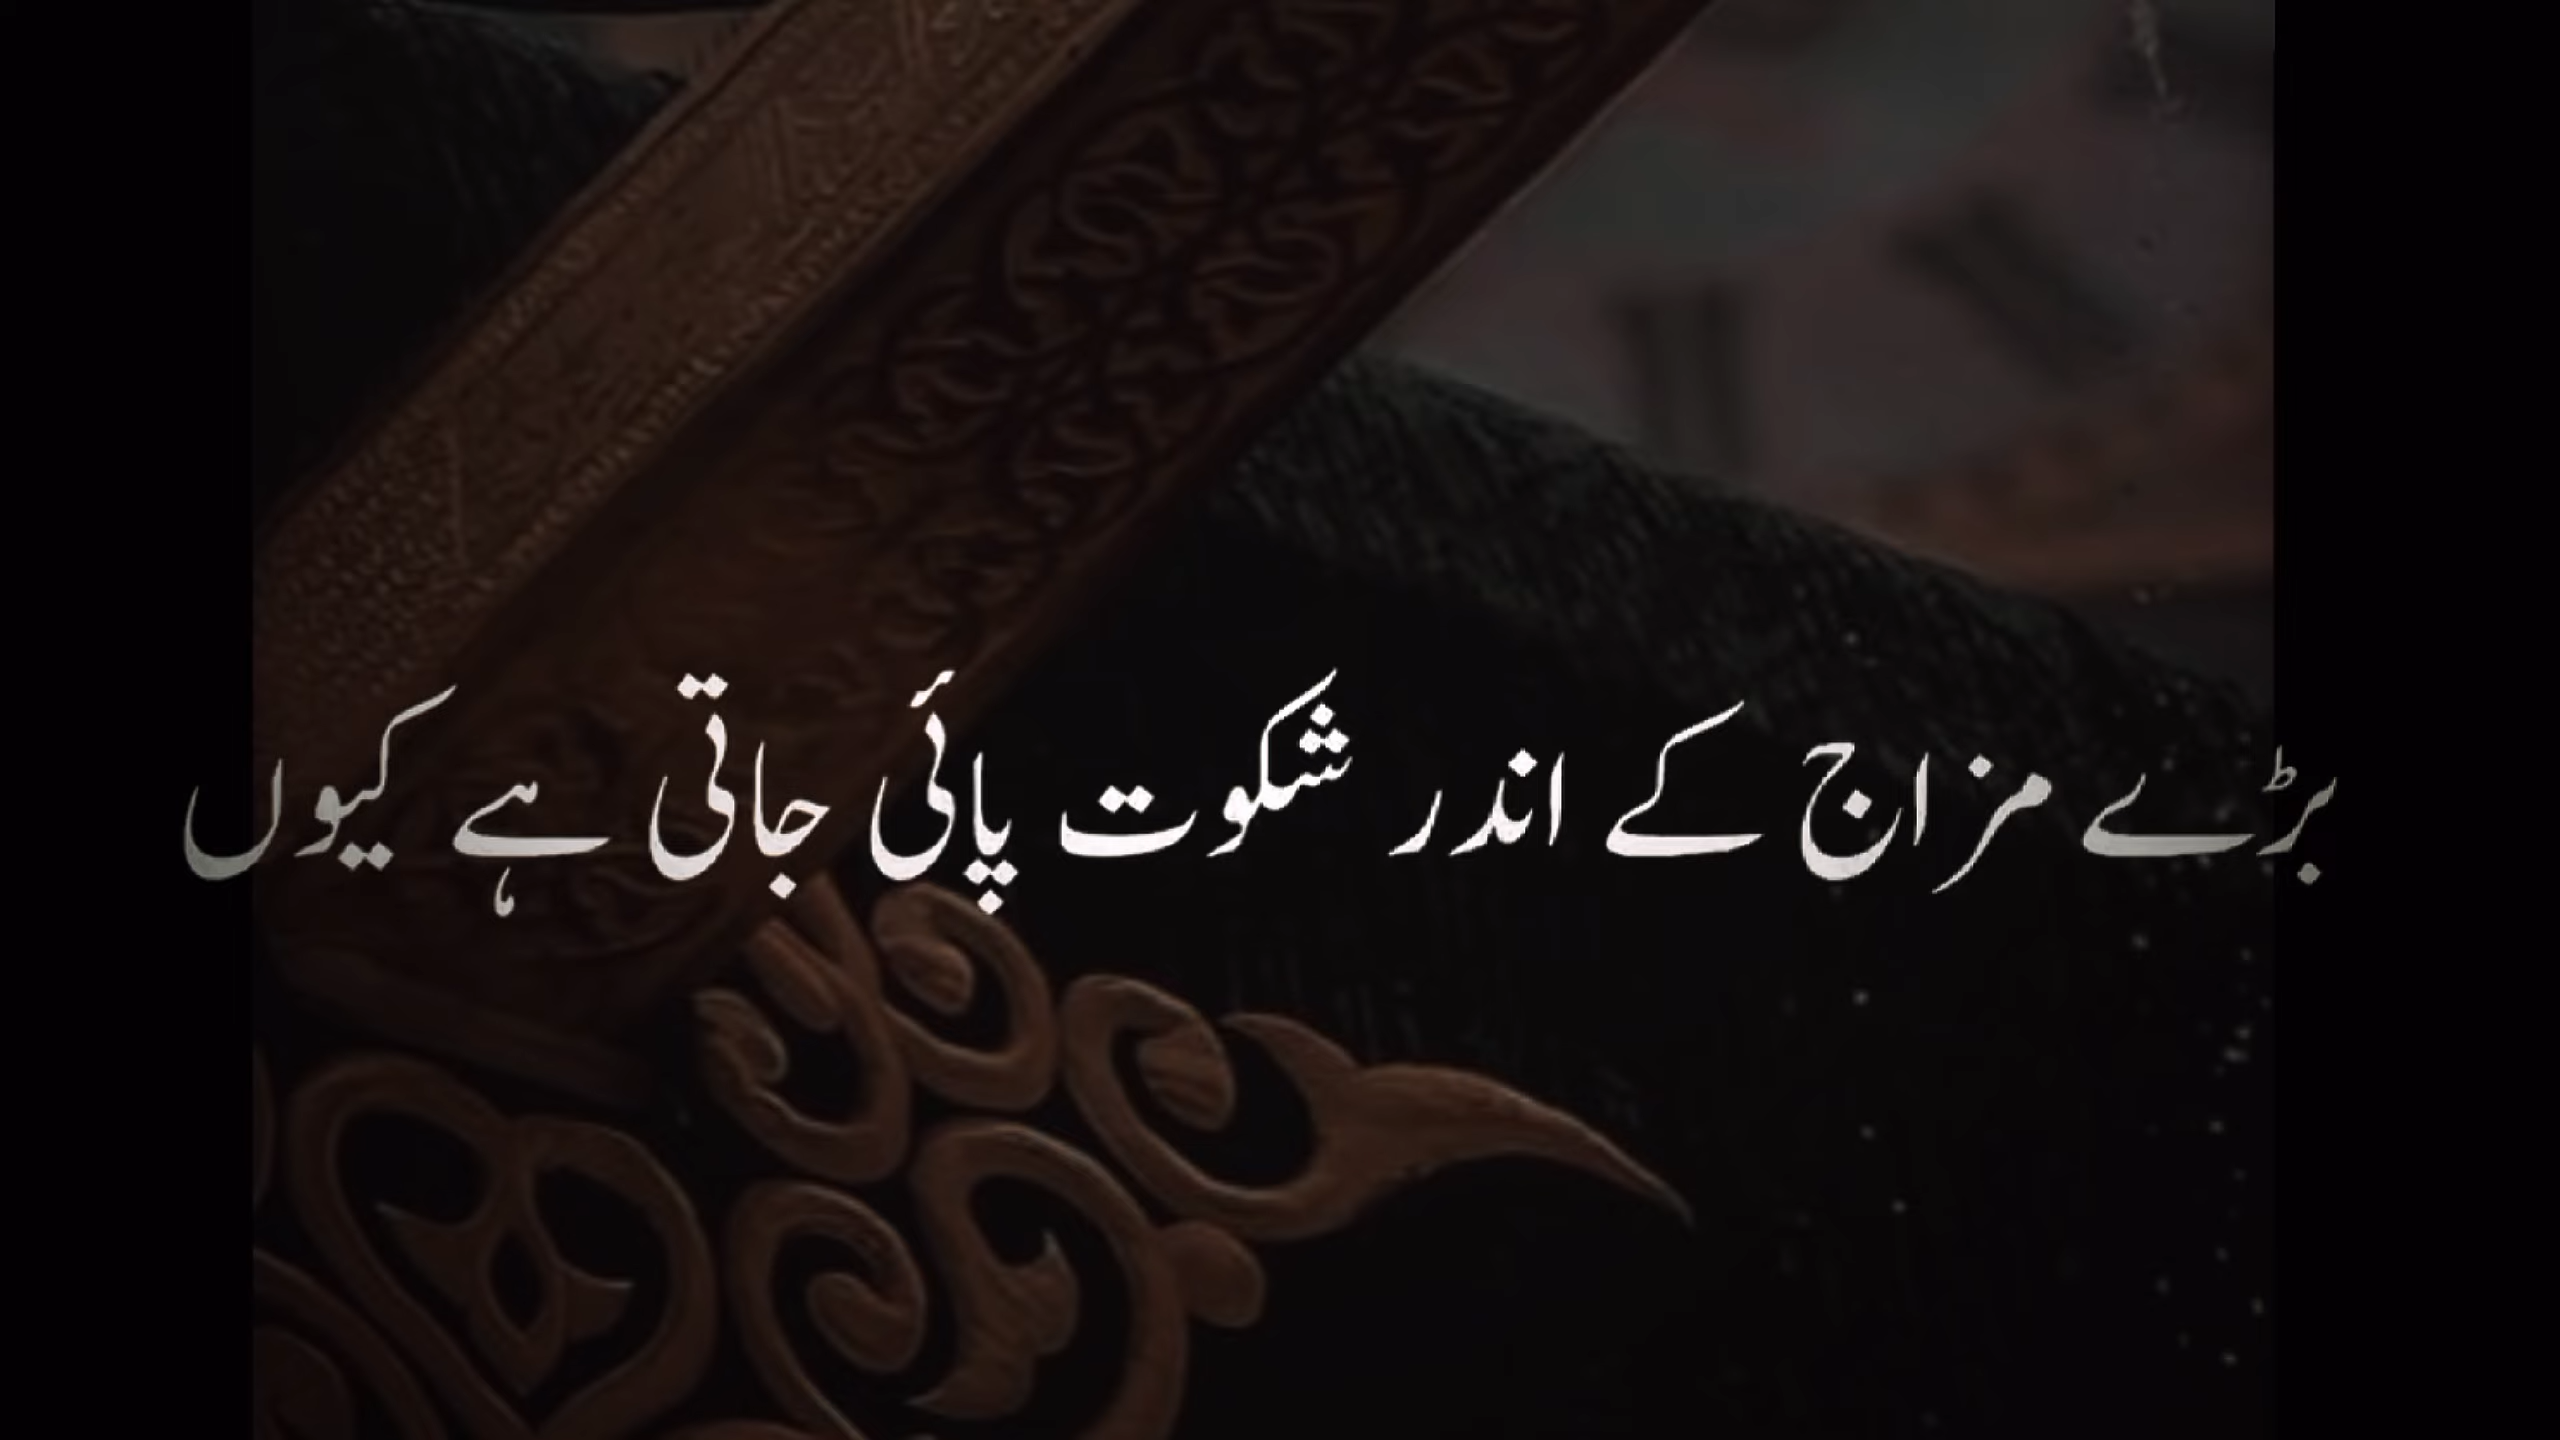 بڑے مزاج کے اندر شکوت پائی جاتی ہے کیوں